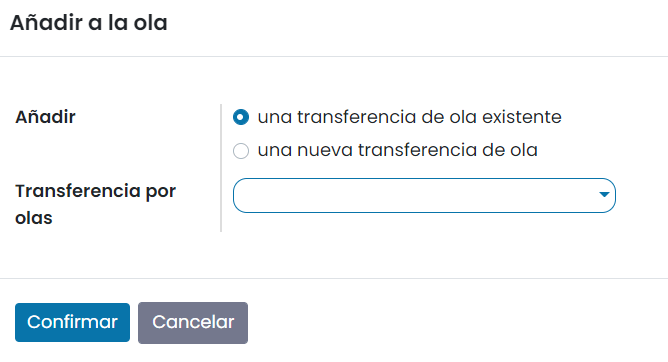 Añadir a la ola
Añadir
una transferencia de ola existente
una nueva transferencia de ola
Transferencia por
olas
Confirmar
Cancelar